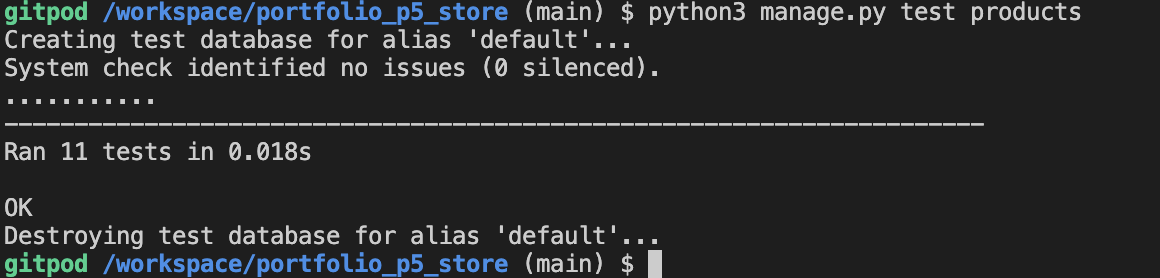 gitpod /workspace/portfolio_p5_store (main) $ python3 manage.py test products
Creating test database for alias 'default'...
System check identified no issues (0 silenced).
...........
----------------------------------------------------------------------
Ran 11 tests in 0.018s
OK
Destroying test database for alias 'default'...
gitpod /workspace/portfolio_p5_store (main) $